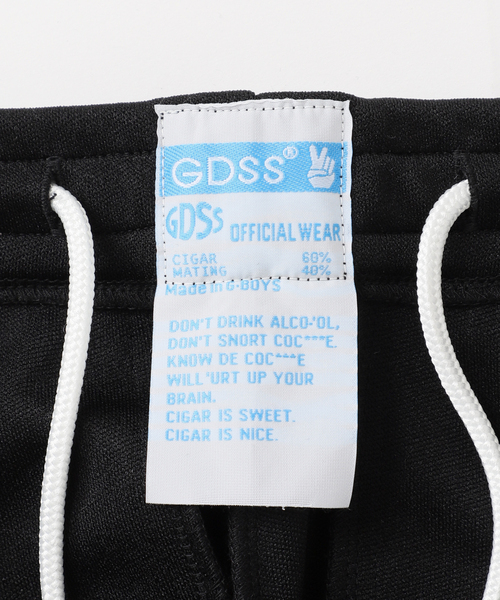 GDSS®
GDSs OFFICIAL WEAR
CIGAR 60%
MATING 40%
Made in G-BOYS
DON'T DRINK ALCO-'OL,
DON'T SNORT COC***E.
KNOW DE COC***E
WILL 'URT UP YOUR
BRAIN.
CIGAR IS SWEET.
CIGAR IS NICE.